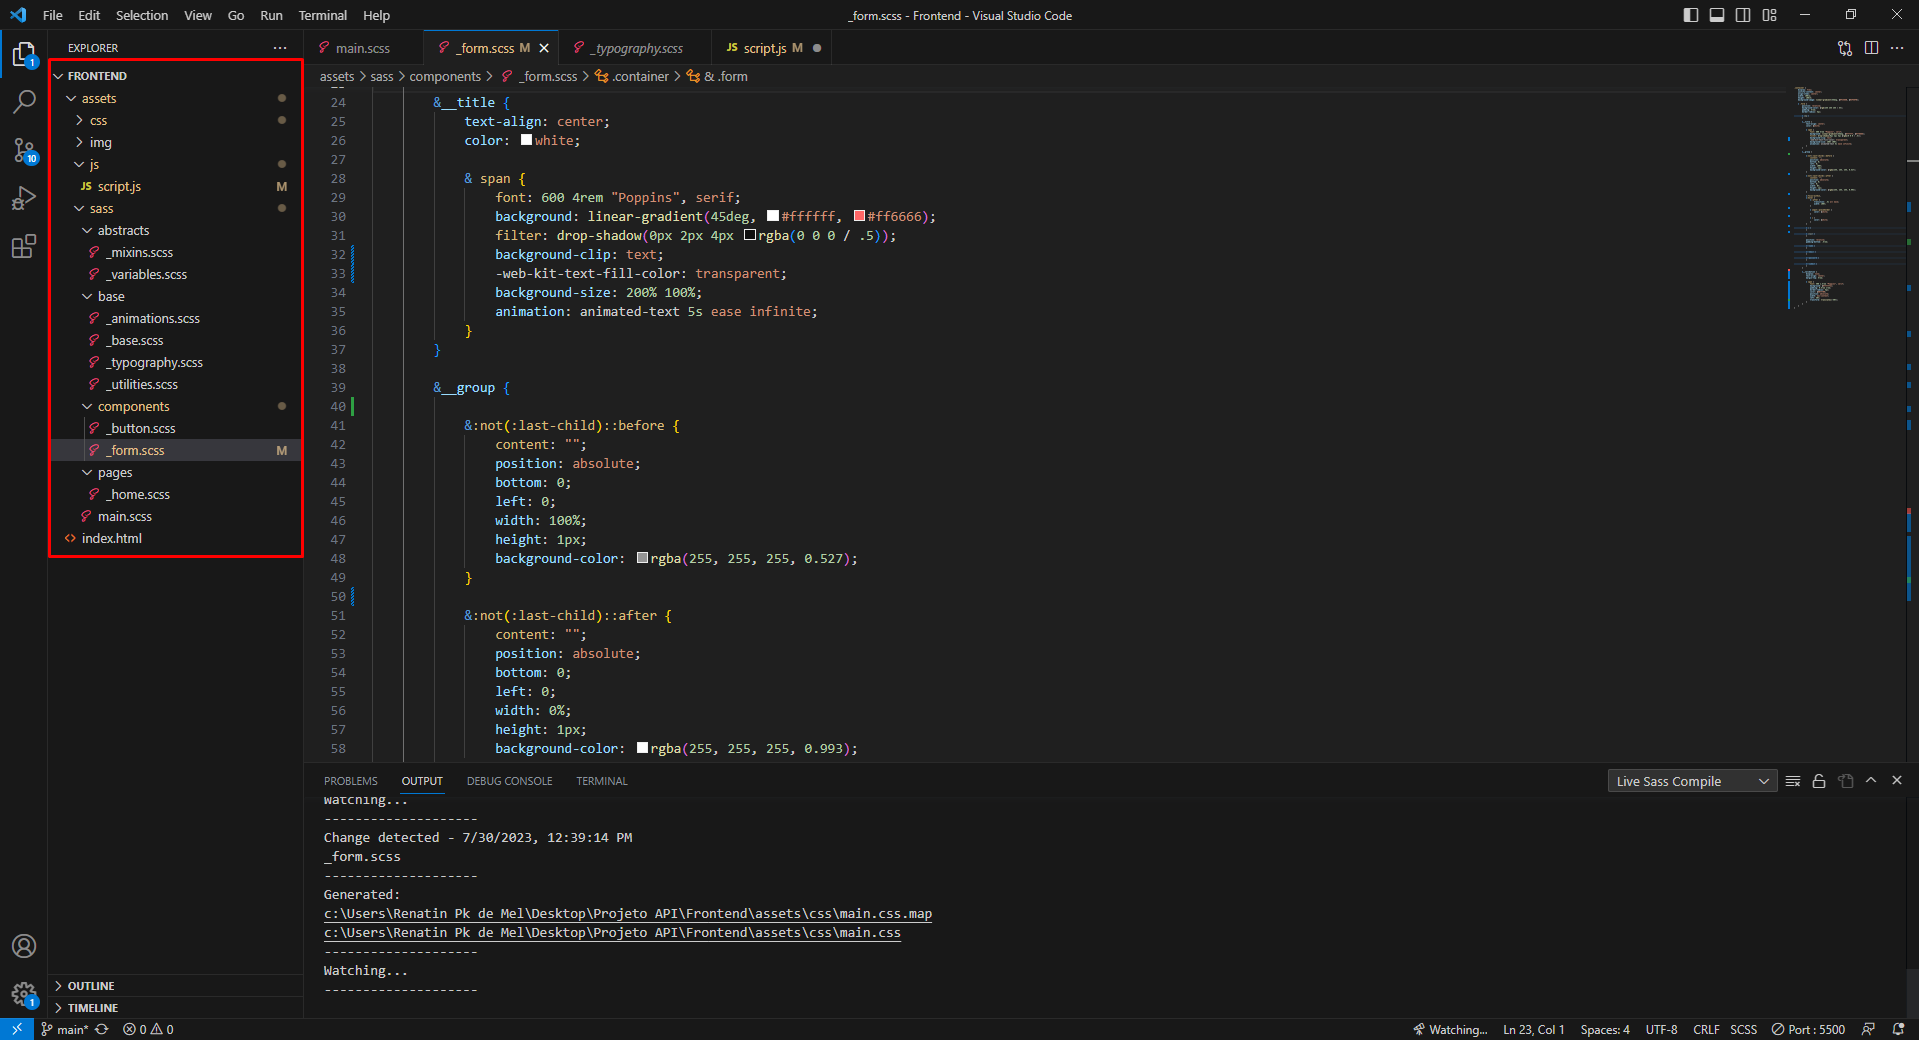 File Edit Selection View Go Run Terminal Help
_form.scss - Frontend - Visual Studio Code
EXPLORER
main.scss
_form.scss M
_typography.scss
JS script.js M
assets > sass > components > _form.scss > .container > & .form
1
10
FRONTEND
assets
css
img
js
JS script.js M
sass
abstracts
_mixins.scss
_variables.scss
base
_animations.scss
_base.scss
_typography.scss
_utilities.scss
components
_button.scss
_form.scss M
pages
_home.scss
main.scss
index.html
OUTLINE
TIMELINE
1
24 &__title {
25 text-align: center;
26 color: white;
27
28 & span {
29 font: 600 4rem "Poppins", serif;
30 background: linear-gradient(45deg, #ffffff, #ff6666);
31 filter: drop-shadow(0px 2px 4px rgba(0 0 0 / .5));
32 background-clip: text;
33 -web-kit-text-fill-color: transparent;
34 background-size: 200% 100%;
35 animation: animated-text 5s ease infinite;
36 }
37 }
38
39 &__group {
40
41 &:not(:last-child)::before {
42 content: "";
43 position: absolute;
44 bottom: 0;
45 left: 0;
46 width: 100%;
47 height: 1px;
48 background-color: rgba(255, 255, 255, 0.527);
49 }
50
51 &:not(:last-child)::after {
52 content: "";
53 position: absolute;
54 bottom: 0;
55 left: 0;
56 width: 0%;
57 height: 1px;
58 background-color: rgba(255, 255, 255, 0.993);
PROBLEMS OUTPUT DEBUG CONSOLE TERMINAL
Live Sass Compile
Watching...
--------------------
Change detected - 7/30/2023, 12:39:14 PM
_form.scss
--------------------
Generated:
c:\Users\Renatin Pk de Mel\Desktop\Projeto API\Frontend\assets\css\main.css.map
c:\Users\Renatin Pk de Mel\Desktop\Projeto API\Frontend\assets\css\main.css
--------------------
Watching...
--------------------
main* 0 0
Watching... Ln 23, Col 1 Spaces: 4 UTF-8 CRLF SCSS Port : 5500